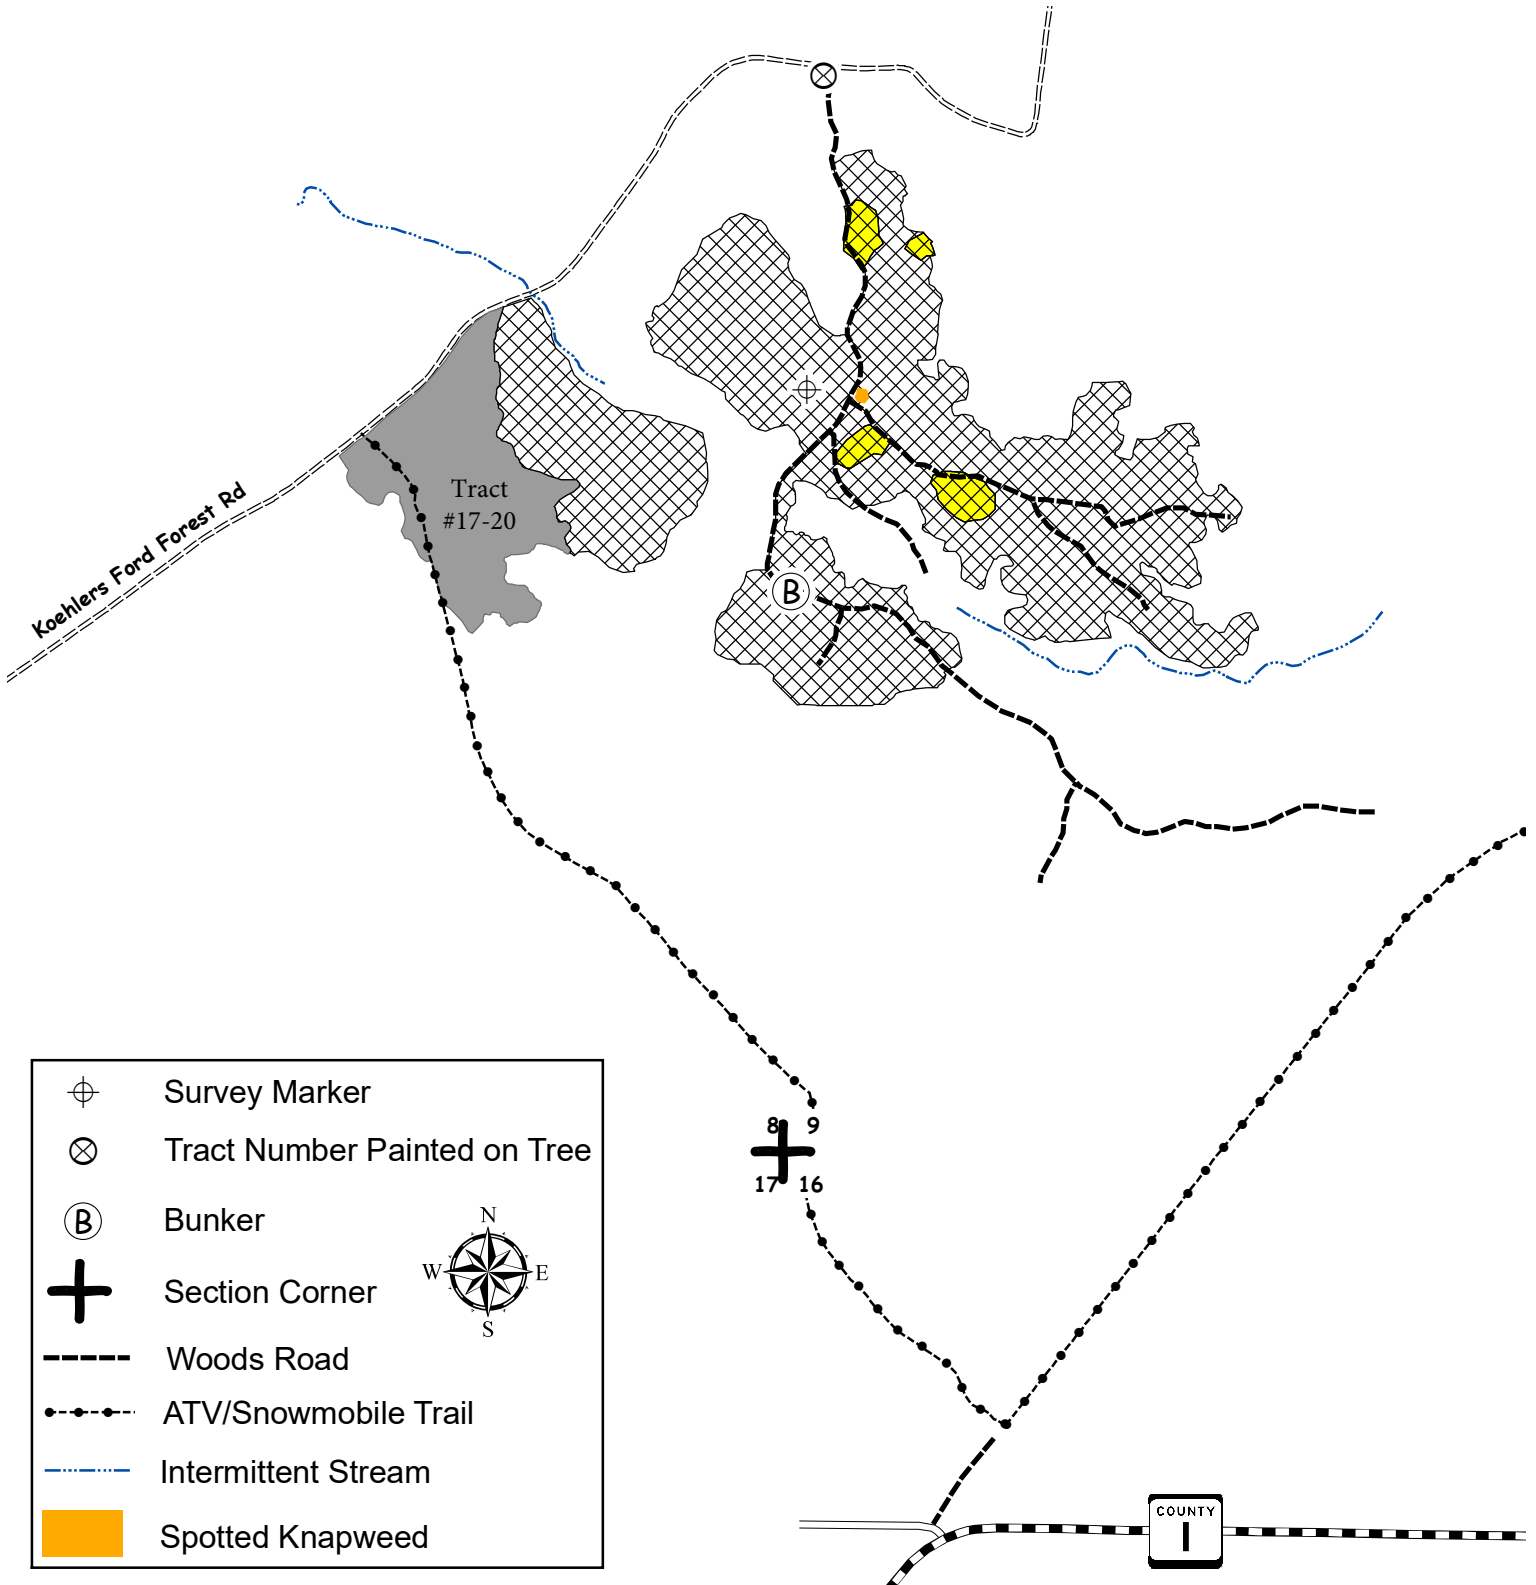 Koehlers Ford Forest Rd
Tract
#17-20
B
8 9
17 16
Survey Marker
Tract Number Painted on Tree
B
Bunker
Section Corner
Woods Road
ATV/Snowmobile Trail
Intermittent Stream
Spotted Knapweed
N
W E
S
COUNTY
1